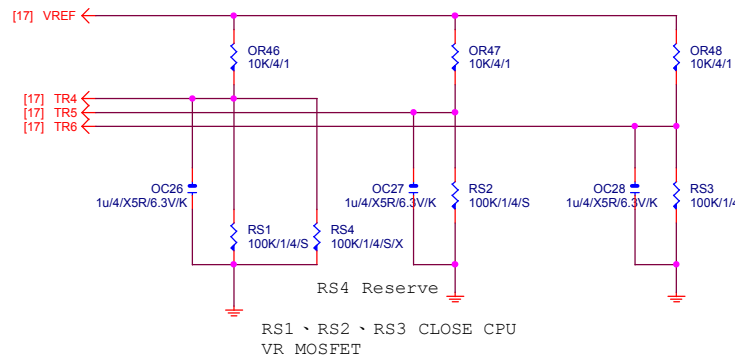 [17] VREF
OR46
10K/4/1
OR47
10K/4/1
OR48
10K/4/1
[17] TR4
[17] TR5
[17] TR6
OC26
1u/4/X5R/6.3V/K
OC27
1u/4/X5R/6.3V/K
RS2
100K/1/4/S
OC28
1u/4/X5R/6.3V/K
RS3
100K/1/4
RS1
100K/1/4/S
RS4
100K/1/4/S/X
RS4 Reserve
RS1、RS2、RS3 CLOSE CPU
VR MOSFET